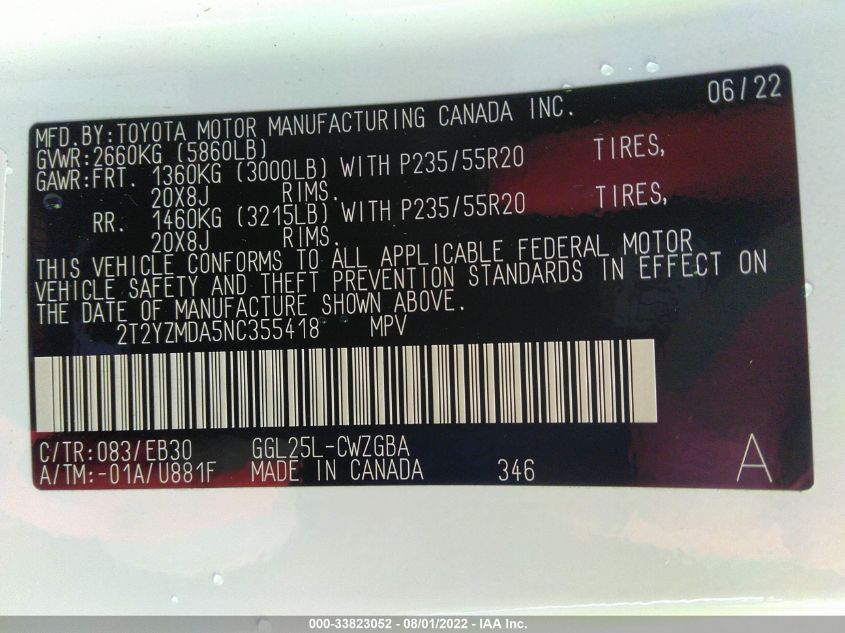 06/22
MFD.BY:TOYOTA MOTOR MANUFACTURING CANADA INC.
GVWR:2660KG (5860LB)
GAWR:FRT. 1360KG (3000LB) WITH P235/55R20 TIRES,
20X8J RIMS.
RR. 1460KG (3215LB) WITH P235/55R20 TIRES,
20X8J RIMS.
THIS VEHICLE CONFORMS TO ALL APPLICABLE FEDERAL MOTOR
VEHICLE SAFETY AND THEFT PREVENTION STANDARDS IN EFFECT ON
THE DATE OF MANUFACTURE SHOWN ABOVE.
2T2YZMDA5NC355418 MPV
C/TR:083/EB30 GGL25L-CWZGBA
A/TM:-01A/U881F MADE IN CANADA 346 A
000-33823052 - 08/01/2022 - IAA Inc.